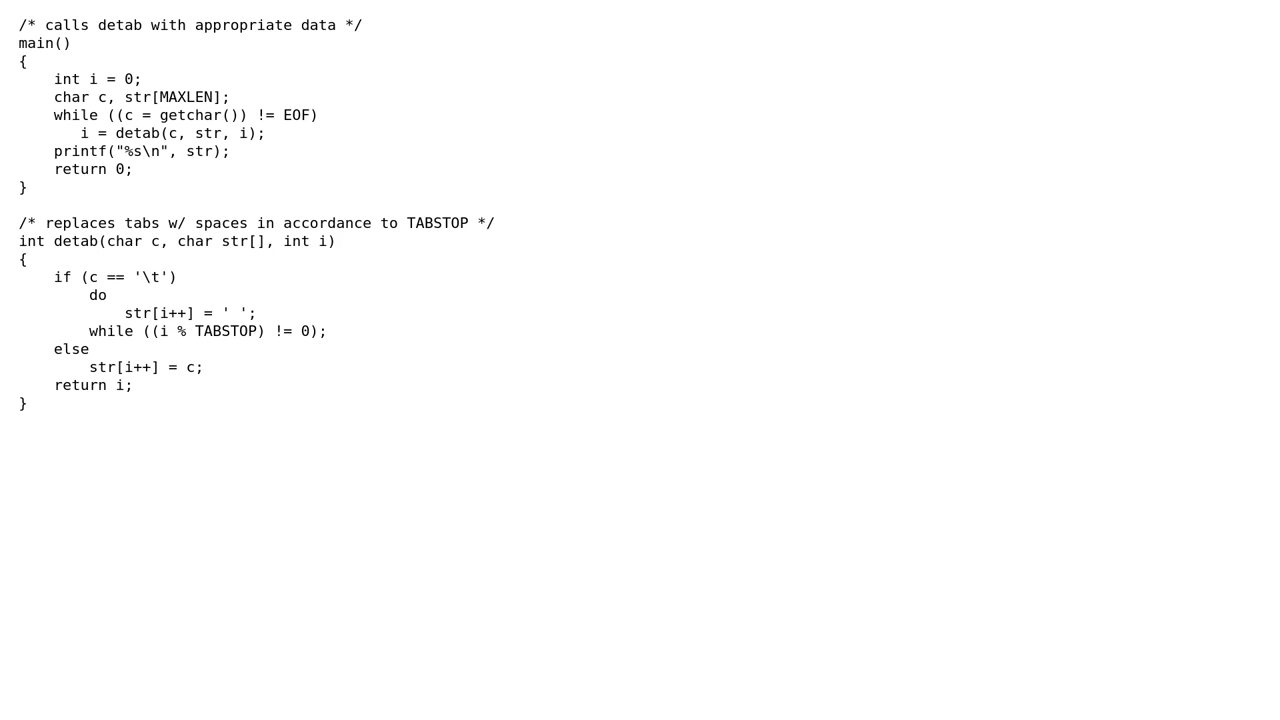 /* calls detab with appropriate data */
main()
{
    int i = 0;
    char c, str[MAXLEN];
    while ((c = getchar()) != EOF)
       i = detab(c, str, i);
    printf("%s\n", str);
    return 0;
}

/* replaces tabs w/ spaces in accordance to TABSTOP */
int detab(char c, char str[], int i)
{
    if (c == '\t')
        do
            str[i++] = ' ';
        while ((i % TABSTOP) != 0);
    else
        str[i++] = c;
    return i;
}